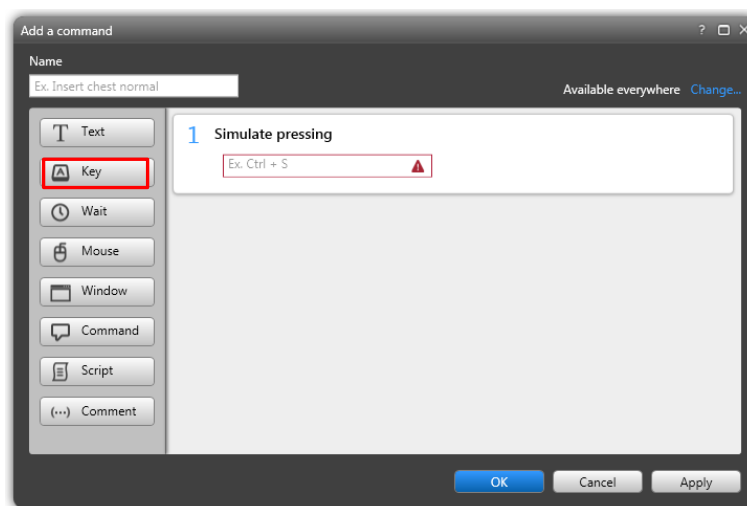 Add a command
?
Name
Ex. Insert chest normal
Available everywhere Change...
T Text
A Key
Wait
Mouse
Window
Command
Script
(...) Comment
1 Simulate pressing
Ex. Ctrl + S
OK
Cancel
Apply